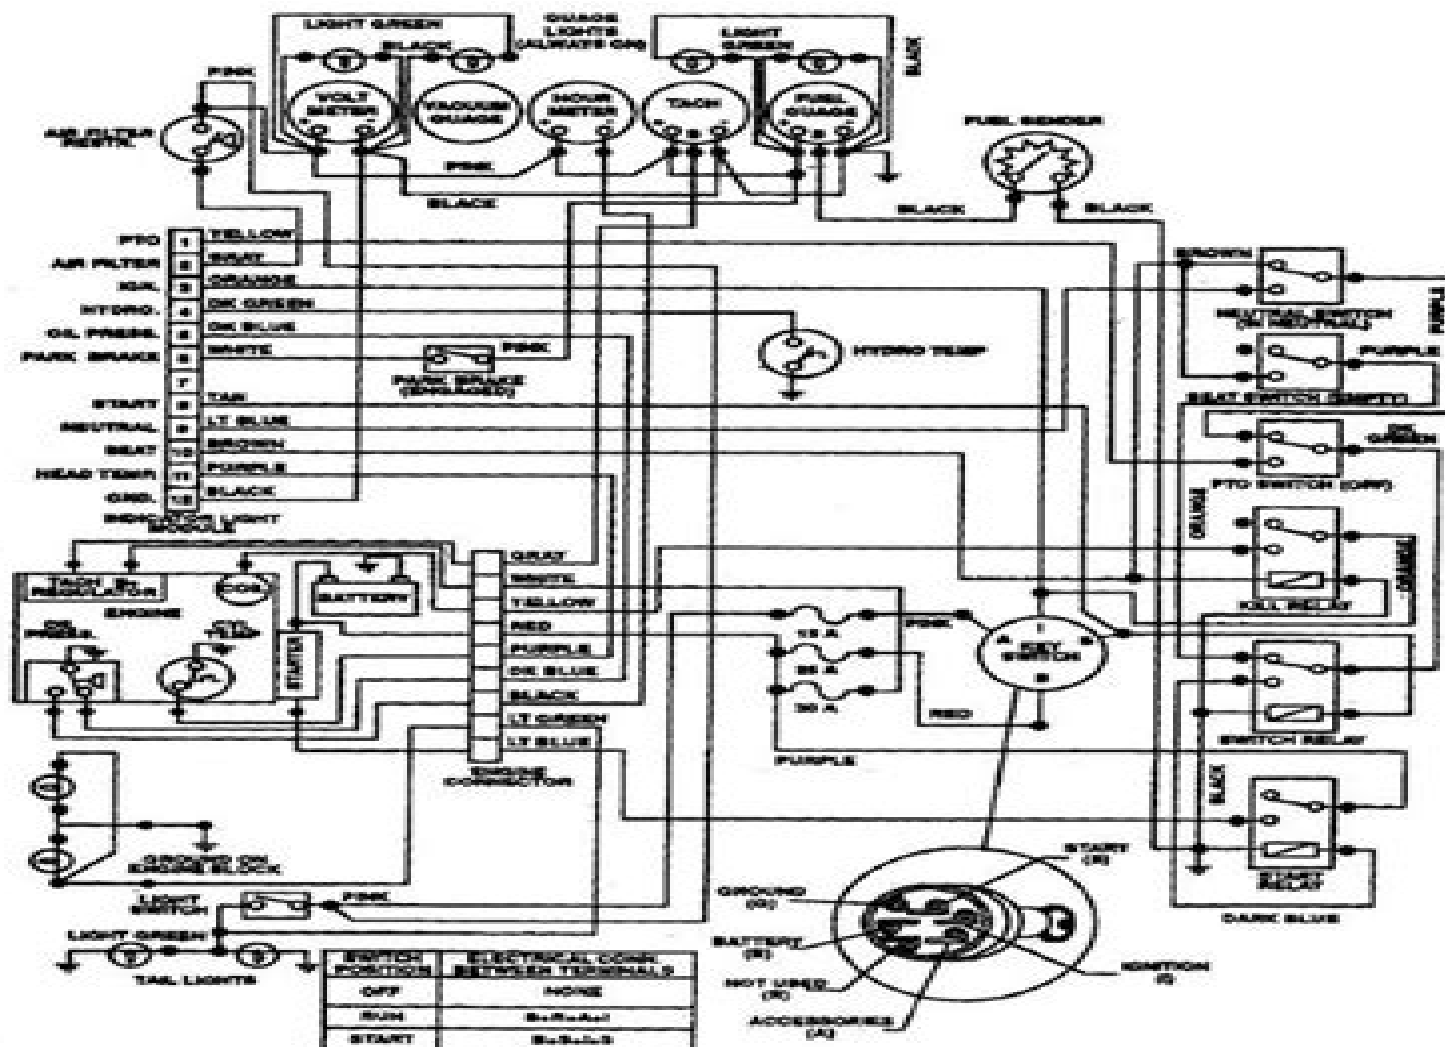 LIGHT GREEN
BLACK
GUAGE
LIGHTS
(ALWAYS ON)
LIGHT
GREEN
BLACK
PINK
VOLT
METER
VACUUM
GUAGE
HOUR
METER
TACH
FUEL
GUAGE
AIR FILTER
RESTR.
FUEL SENDER
PINK
BLACK
BLACK
BLACK
PTO 1 YELLOW
AIR FILTER 2 GRAY
IGN. 3 ORANGE
HYDRO. 4 DK GREEN
OIL PRESS. 5 DK BLUE
PARK BRAKE 6 WHITE
7
START 8 TAN
NEUTRAL 9 LT BLUE
SEAT 10 BROWN
HEAD TEMP 11 PURPLE
GND. 12 BLACK
INDICATOR LIGHT
MODULE
PINK
PARK BRAKE
(ENGAGED)
HYDRO TEMP
BROWN
NEUTRAL SWITCH
(IN NEUTRAL)
PURPLE
PURPLE
SEAT SWITCH (EMPTY)
DK
GREEN
PTO SWITCH (OFF)
ORANGE
KILL RELAY
SWITCH RELAY
BLACK
START
RELAY
DARK BLUE
TACH
REGULATOR
ENGINE
OIL
PRESS.
CYL
TEMP
BATTERY
STARTER
GRAY
WHITE
YELLOW
RED
PURPLE
DK BLUE
BLACK
LT GREEN
LT BLUE
ENGINE
CONNECTOR
15 A
25 A
30 A
PINK
RED
PURPLE
KEY
SWITCH
GROUND ON
ENGINE BLOCK
LIGHT
SWITCH
PINK
LIGHT GREEN
TAIL LIGHTS
START
(S)
GROUND
(G)
BATTERY
(B)
NOT USED
(R)
ACCESSORIES
(A)
IGNITION
(I)
SWITCH
POSITION
ELECTRICAL CONN.
BETWEEN TERMINALS
OFF NONE
RUN
START